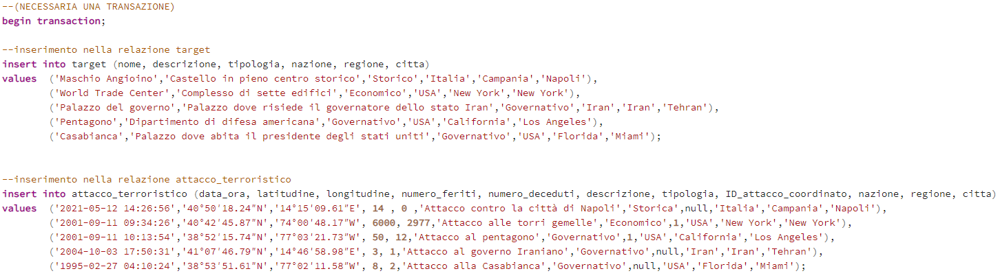 --(NECESSARIA UNA TRANSAZIONE)
begin transaction;
--inserimento nella relazione target
insert into target (nome, descrizione, tipologia, nazione, regione, citta)
values ('Maschio Angioino','Castello in pieno centro storico','Storico','Italia','Campania','Napoli'),
('World Trade Center','Complesso di sette edifici','Economico','USA','New York','New York'),
('Palazzo del governo','Palazzo dove risiede il governatore dello stato Iran','Governativo','Iran','Iran','Tehran'),
('Pentagono','Dipartimento di difesa americana','Governativo','USA','California','Los Angeles'),
('Casabianca','Palazzo dove abita il presidente degli stati uniti','Governativo','USA','Florida','Miami');
--inserimento nella relazione attacco_terroristico
insert into attacco_terroristico (data_ora, latitudine, longitudine, numero_feriti, numero_deceduti, descrizione, tipologia, ID_attacco_coordinato, nazione, regione, citta)
values ('2021-05-12 14:26:56','40°50′18.24″N','14°15′09.61″E', 14 , 0 ,'Attacco contro la città di Napoli','Storica',null,'Italia','Campania','Napoli'),
('2001-09-11 09:34:26','40°42′45.87″N','74°00′48.17″W', 6000, 2977,'Attacco alle torri gemelle','Economico',1,'USA','New York','New York'),
('2001-09-11 10:13:54','38°52′15.74″N','77°03′21.73″W', 50, 12,'Attacco al pentagono','Governativo',1,'USA','California','Los Angeles'),
('2004-10-03 17:50:31','41°07′46.79″N','14°46′58.98″E', 3, 1,'Attacco al governo Iraniano','Governativo',null,'Iran','Iran','Tehran'),
('1995-02-27 04:10:24','38°53′51.61″N','77°02′11.58″W', 8, 2,'Attacco alla Casabianca','Governativo',null,'USA','Florida','Miami');